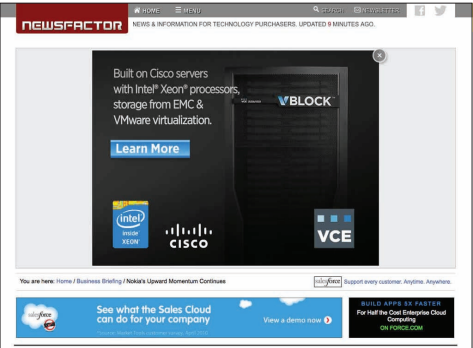 HOME MENU SEARCH NEWSLETTER
NEWSFACTOR
NEWS & INFORMATION FOR TECHNOLOGY PURCHASERS. UPDATED 9 MINUTES AGO.
Built on Cisco servers
with Intel® Xeon® processors,
storage from EMC &
VMware virtualization.
VBLOCK
Learn More
intel
inside
XEON
CISCO
VCE
You are here: Home / Business Briefing / Nokia's Upward Momentum Continues
salesforce Support every customer. Anytime. Anywhere.
salesforce
See what the Sales Cloud
can do for your company
View a demo now
BUILD APPS 5X FASTER
For Half the Cost Enterprise Cloud
Computing
ON FORCE.COM